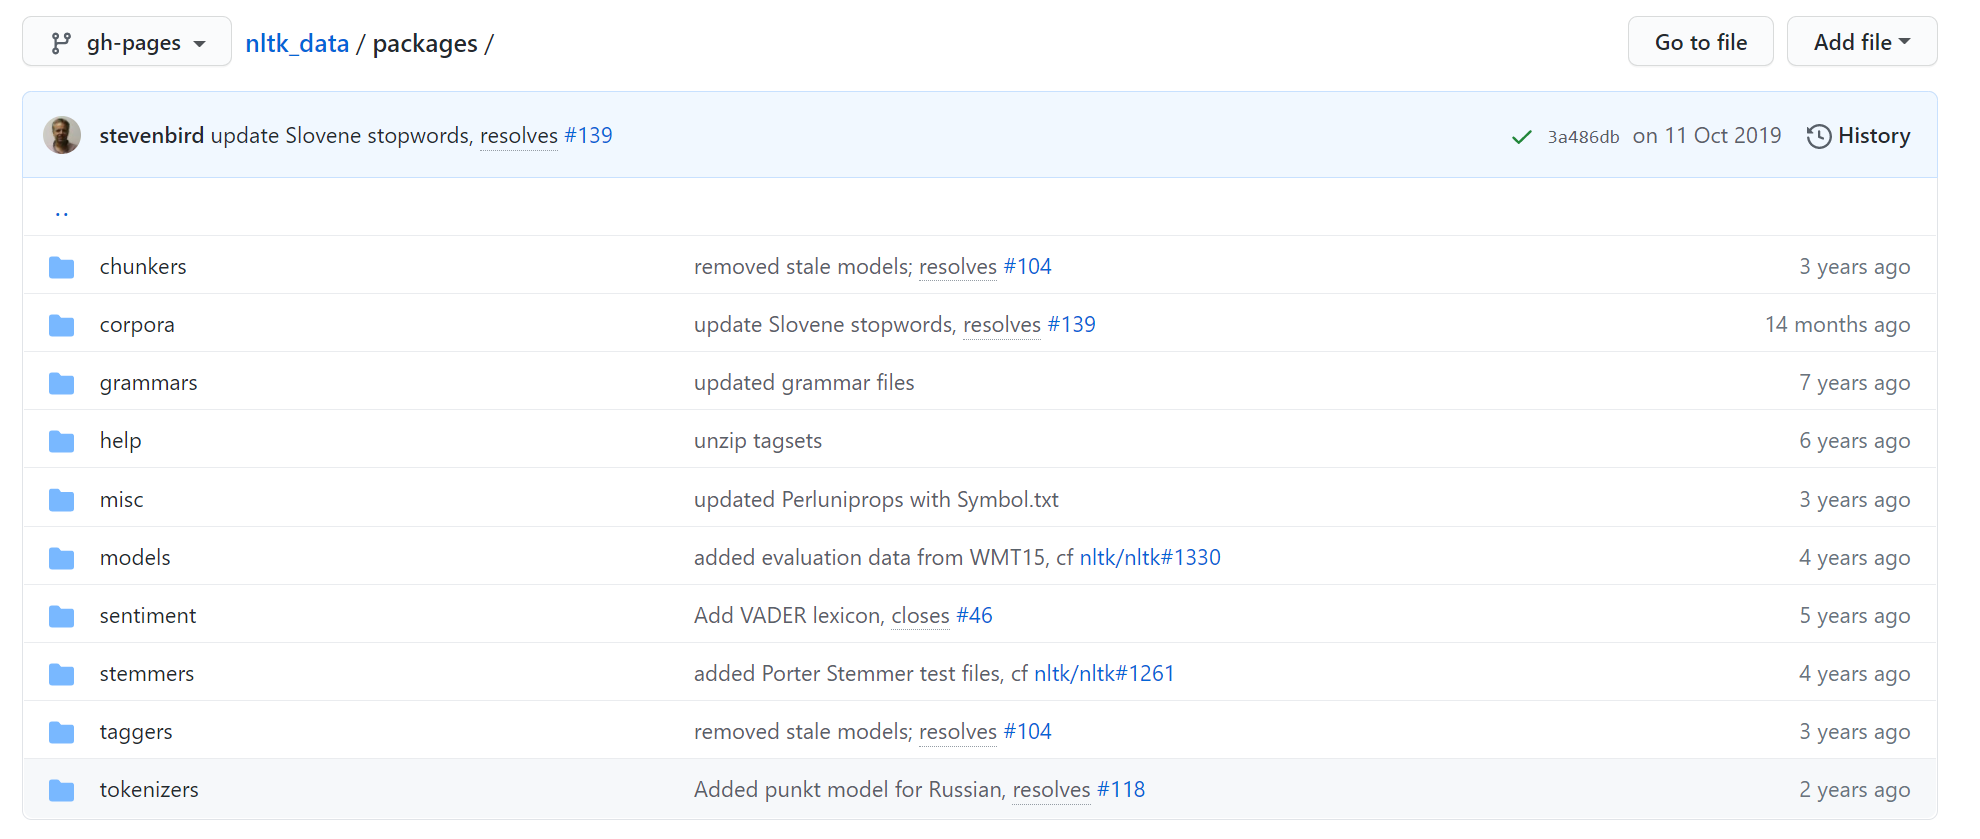 gh-pages nltk_data / packages / Go to file Add file
stevenbird update Slovene stopwords, resolves #139 3a486db on 11 Oct 2019 History
..
chunkers removed stale models; resolves #104 3 years ago
corpora update Slovene stopwords, resolves #139 14 months ago
grammars updated grammar files 7 years ago
help unzip tagsets 6 years ago
misc updated Perluniprops with Symbol.txt 3 years ago
models added evaluation data from WMT15, cf nltk/nltk#1330 4 years ago
sentiment Add VADER lexicon, closes #46 5 years ago
stemmers added Porter Stemmer test files, cf nltk/nltk#1261 4 years ago
taggers removed stale models; resolves #104 3 years ago
tokenizers Added punkt model for Russian, resolves #118 2 years ago